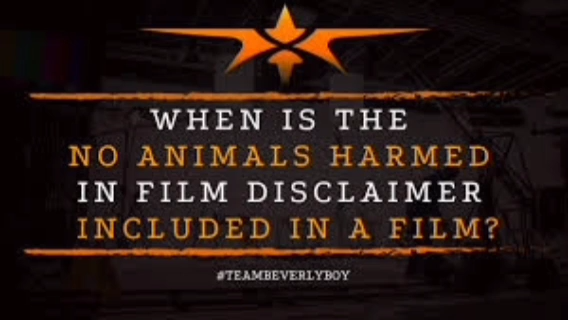 WHEN IS THE
NO ANIMALS HARMED
IN FILM DISCLAIMER
INCLUDED IN A FILM?
#TEAMBEVERLYBOY